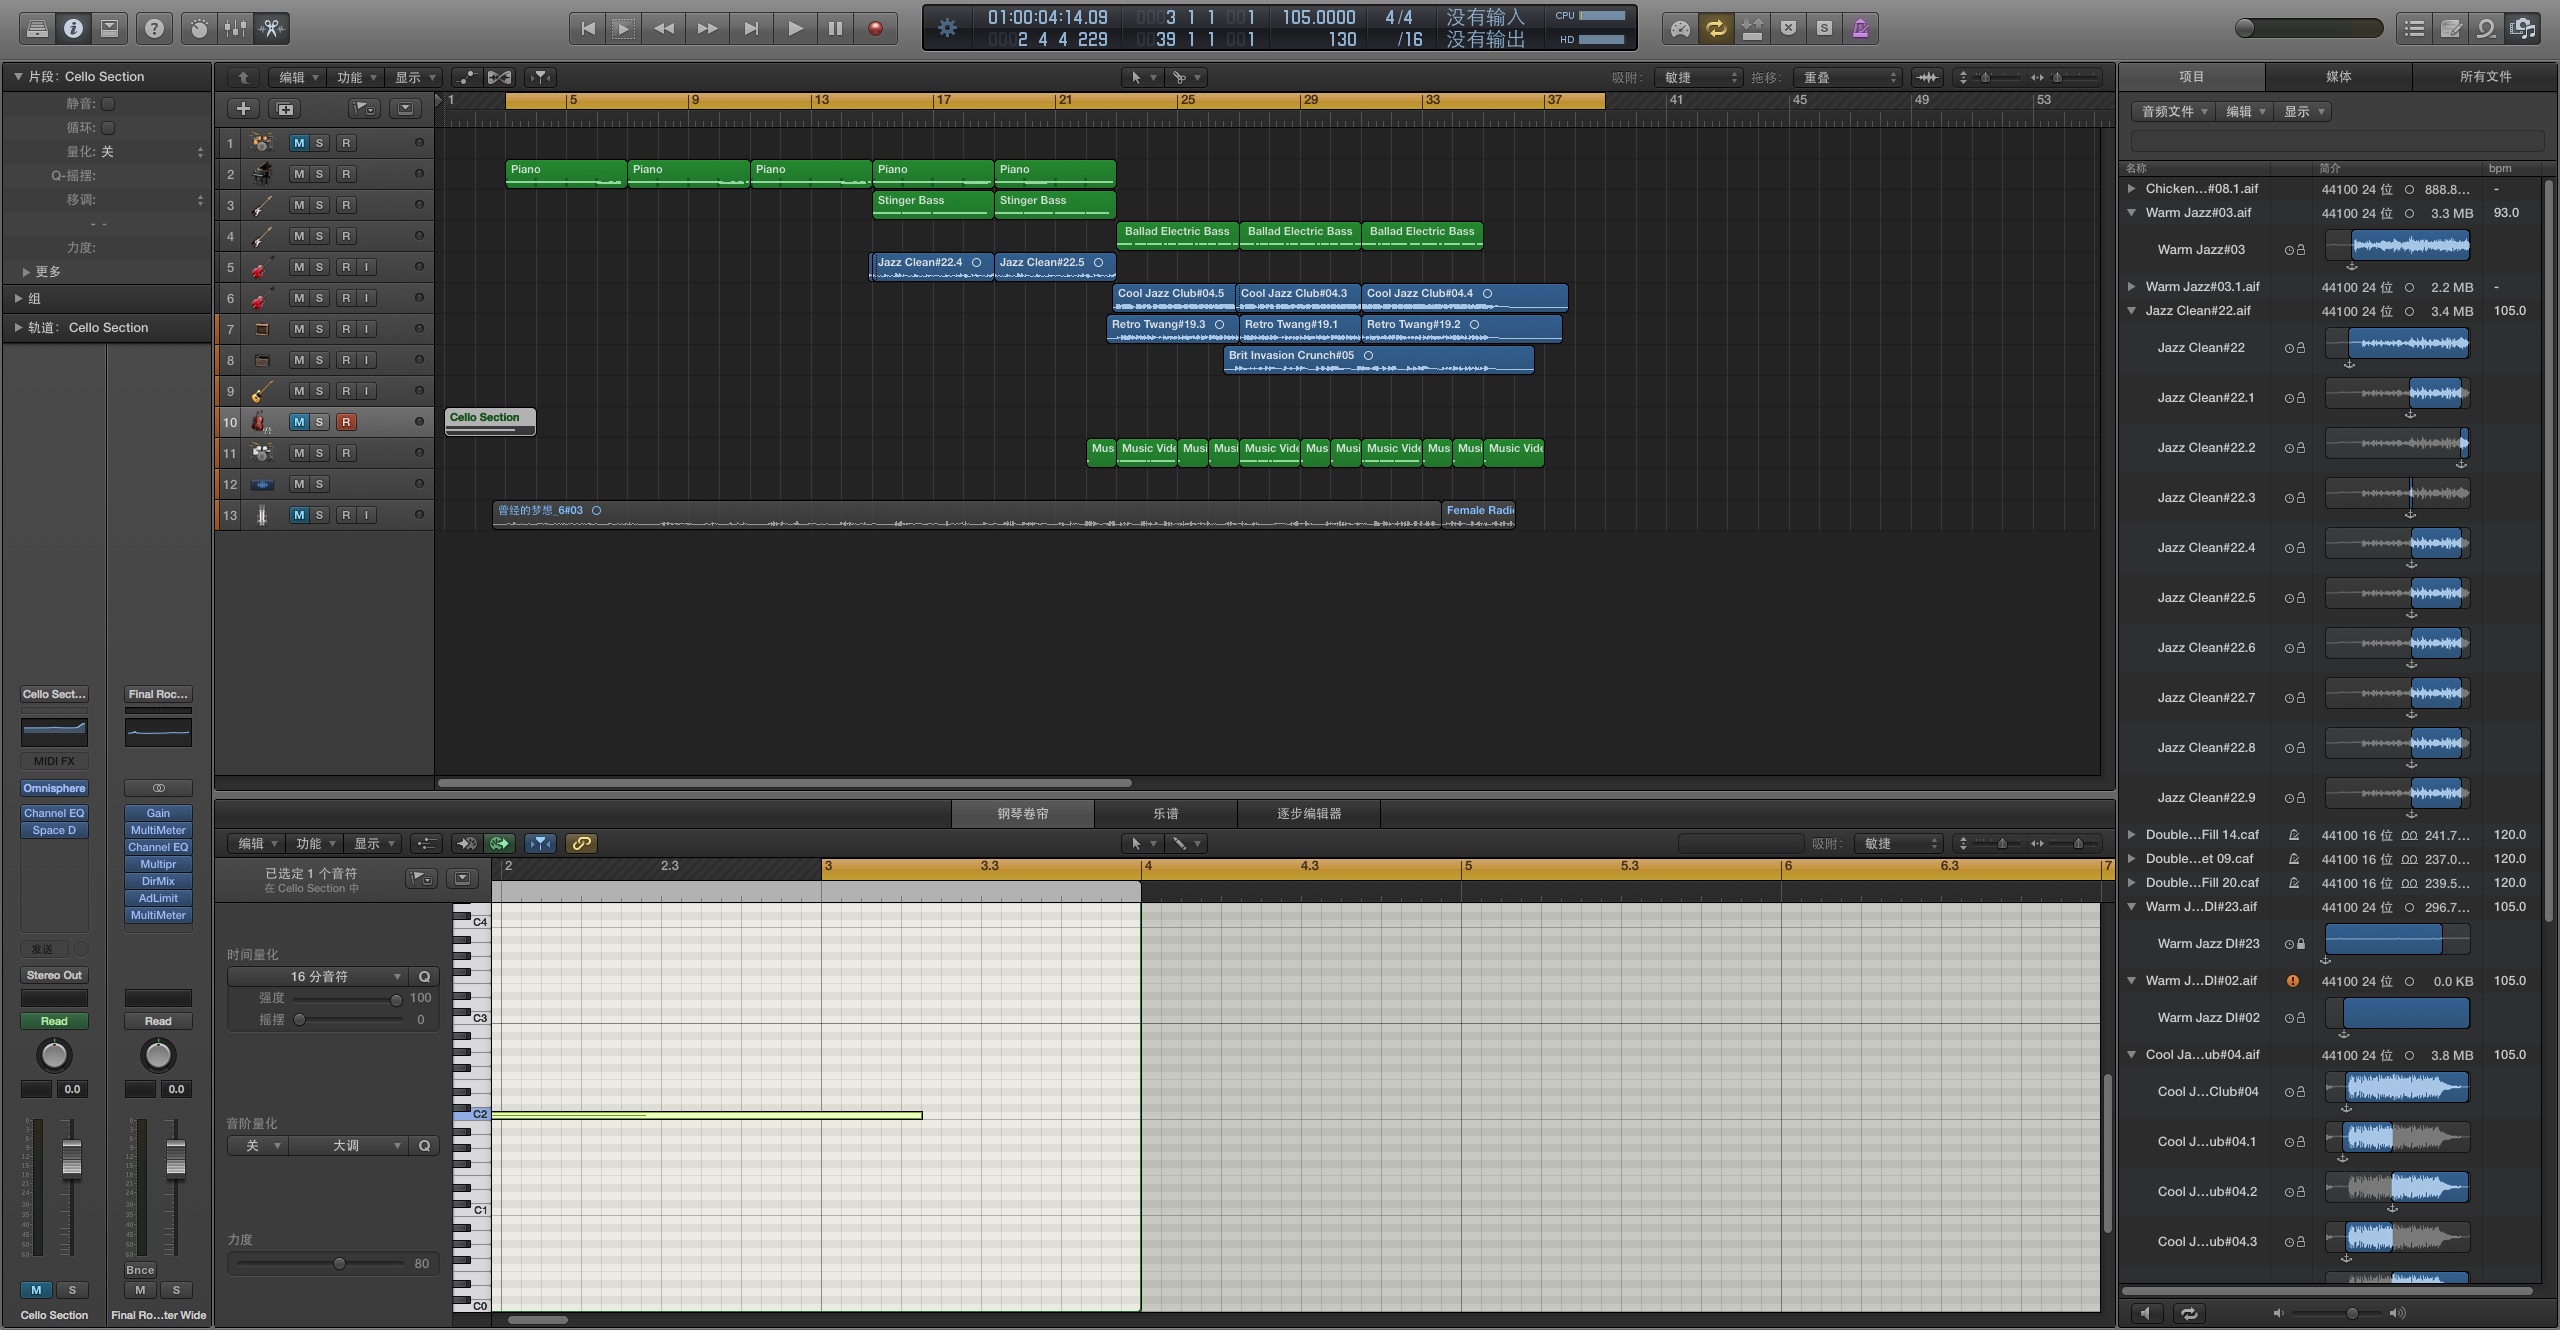 01:00:04:14.09 0003 1 1 001 105.0000 4/4 没有输入 CPU
0002 4 4 229 0039 1 1 001 130 /16 没有输出 HD
片段： Cello Section
静音:
循环:
量化: 关
Q-摇摆:
移调:
- -
力度:
更多
组
轨道： Cello Section
编辑 功能 显示 吸附: 敏捷 拖移: 重叠
1 5 9 13 17 21 25 29 33 37 41 45 49 53
1 M S R
2 M S R Piano Piano Piano Piano Piano
3 M S R Stinger Bass Stinger Bass
4 M S R Ballad Electric Bass Ballad Electric Bass Ballad Electric Bass
5 M S R I Jazz Clean#22.4 Jazz Clean#22.5
6 M S R I Cool Jazz Club#04.5 Cool Jazz Club#04.3 Cool Jazz Club#04.4
7 M S R I Retro Twang#19.3 Retro Twang#19.1 Retro Twang#19.2
8 M S R I Brit Invasion Crunch#05
9 M S R I
10 M S R Cello Section
11 M S R Mus Music Vide Musi Musi Music Vide Mus Musi Music Vide Mus Musi Music Vide
12 M S
13 M S R I 曾经的梦想_6#03 Female Radi
Cello Sect... Final Roc...
MIDI FX
Omnisphere
Channel EQ Gain
Space D MultiMeter
Channel EQ
Multipr
DirMix
AdLimit
MultiMeter
发送
Stereo Out
Read Read
0.0 0.0
Bnce
M S M S
Cello Section Final Ro...ter Wide
钢琴卷帘 乐谱 逐步编辑器
编辑 功能 显示 吸附: 敏捷
已选定 1 个音符
在 Cello Section 中
2 2.3 3 3.3 4 4.3 5 5.3 6 6.3 7
时间量化
16 分音符 Q
强度 100
摇摆 0
音阶量化
关 大调 Q
力度
80
C4
C3
C2
C1
C0
项目 媒体 所有文件
音频文件 编辑 显示
名称 简介 bpm
Chicken...#08.1.aif 44100 24 位 888.8... -
Warm Jazz#03.aif 44100 24 位 3.3 MB 93.0
Warm Jazz#03
Warm Jazz#03.1.aif 44100 24 位 2.2 MB -
Jazz Clean#22.aif 44100 24 位 3.4 MB 105.0
Jazz Clean#22
Jazz Clean#22.1
Jazz Clean#22.2
Jazz Clean#22.3
Jazz Clean#22.4
Jazz Clean#22.5
Jazz Clean#22.6
Jazz Clean#22.7
Jazz Clean#22.8
Jazz Clean#22.9
Double...Fill 14.caf 44100 16 位 241.7... 120.0
Double...et 09.caf 44100 16 位 237.0... 120.0
Double...Fill 20.caf 44100 16 位 239.5... 120.0
Warm J...DI#23.aif 44100 24 位 296.7... 105.0
Warm Jazz DI#23
Warm J...DI#02.aif 44100 24 位 0.0 KB 105.0
Warm Jazz DI#02
Cool Ja...ub#04.aif 44100 24 位 3.8 MB 105.0
Cool J...Club#04
Cool J...ub#04.1
Cool J...ub#04.2
Cool J...ub#04.3